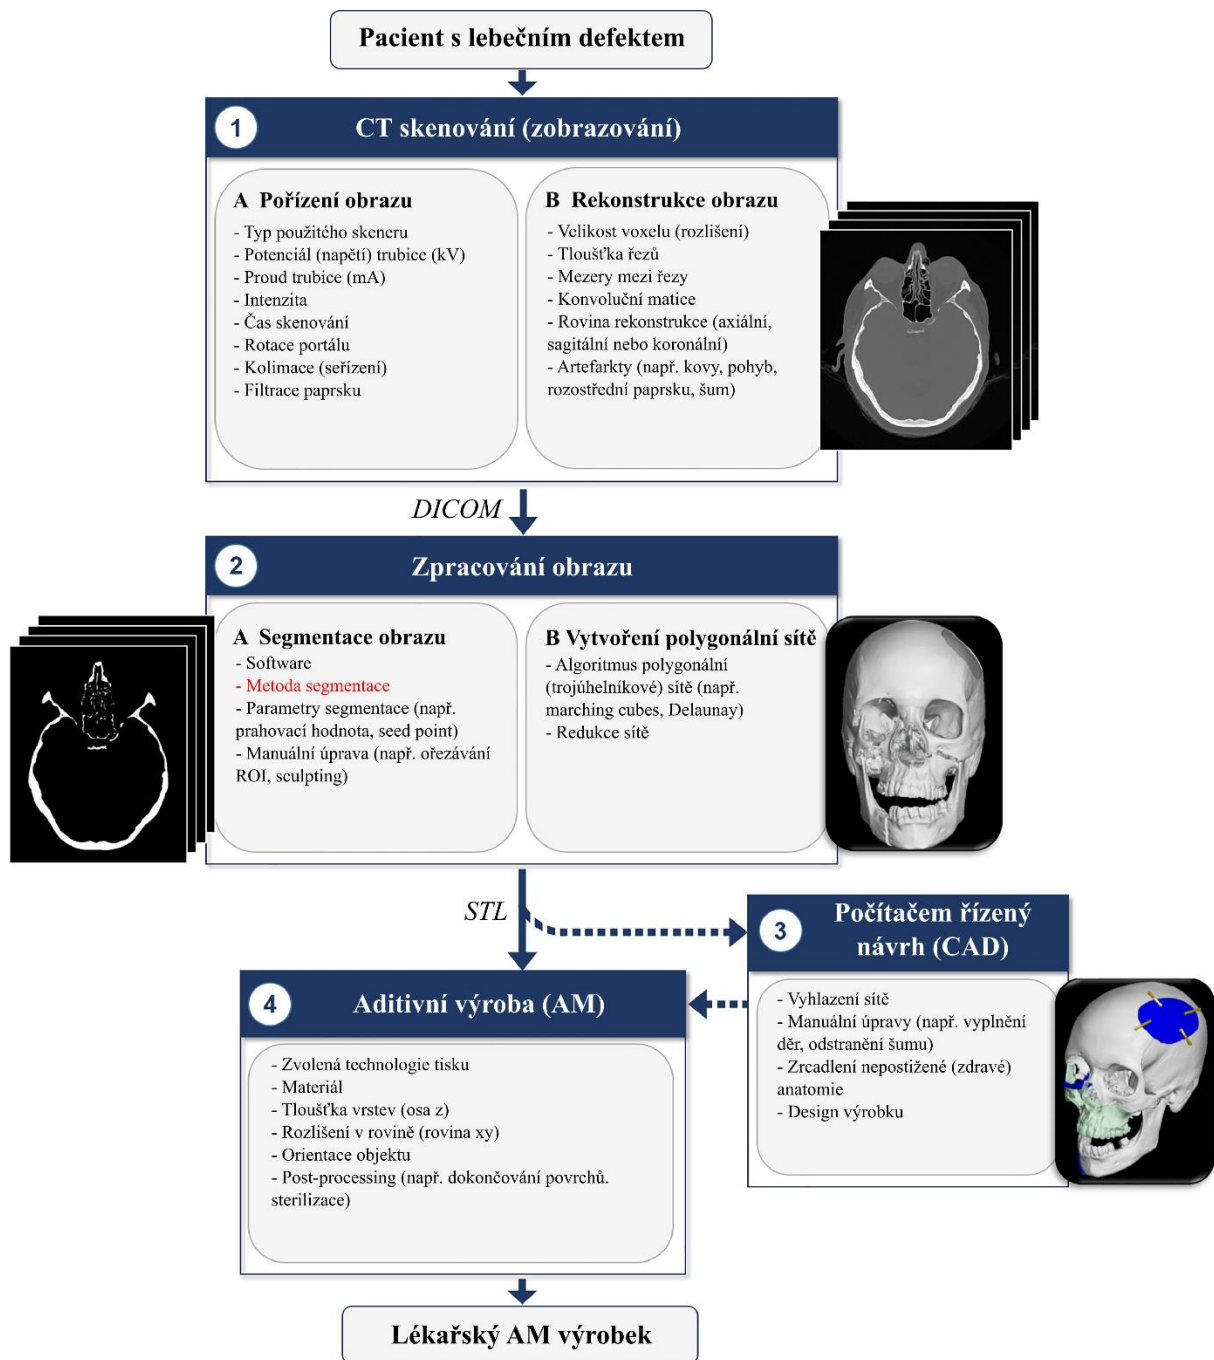 Pacient s lebečním defektem
1
CT skenování (zobrazování)
A Pořízení obrazu
- Typ použitého skeneru
- Potenciál (napětí) trubice (kV)
- Proud trubice (mA)
- Intenzita
- Čas skenování
- Rotace portálu
- Kolimace (seřízení)
- Filtrace paprsku
B Rekonstrukce obrazu
- Velikost voxelu (rozlišení)
- Tloušťka řezů
- Mezery mezi řezy
- Konvoluční matice
- Rovina rekonstrukce (axiální,
sagitální nebo koronální)
- Artefarkty (např. kovy, pohyb,
rozostřední paprsku, šum)
DICOM
2
Zpracování obrazu
A Segmentace obrazu
- Software
- Metoda segmentace
- Parametry segmentace (např.
prahovací hodnota, seed point)
- Manuální úprava (např. ořezávání
ROI, sculpting)
B Vytvoření polygonální sítě
- Algoritmus polygonální
(trojúhelníkové) sítě (např.
marching cubes, Delaunay)
- Redukce sítě
STL
3
Počítačem řízený
návrh (CAD)
- Vyhlazení sítě
- Manuální úpravy (např. vyplnění
děr, odstranění šumu)
- Zrcadlení nepostižené (zdravé)
anatomie
- Design výrobku
4
Aditivní výroba (AM)
- Zvolená technologie tisku
- Materiál
- Tloušťka vrstev (osa z)
- Rozlišení v rovině (rovina xy)
- Orientace objektu
- Post-processing (např. dokončování povrchů.
sterilizace)
Lékařský AM výrobek